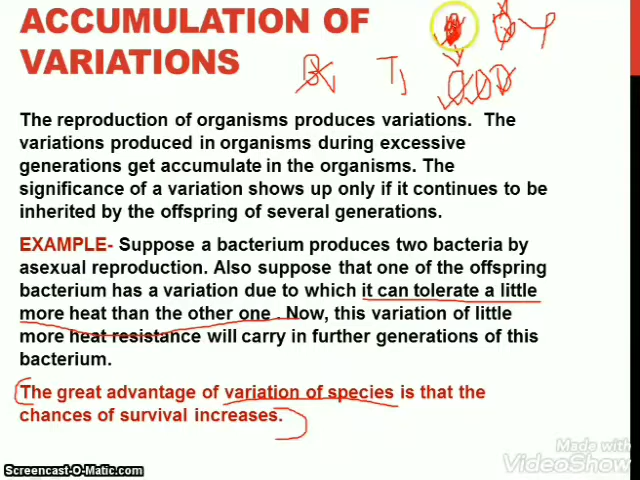 ACCUMULATION OF
VARIATIONS
The reproduction of organisms produces variations. The
variations produced in organisms during excessive
generations get accumulate in the organisms. The
significance of a variation shows up only if it continues to be
inherited by the offspring of several generations.
EXAMPLE- Suppose a bacterium produces two bacteria by
asexual reproduction. Also suppose that one of the offspring
bacterium has a variation due to which it can tolerate a little
more heat than the other one . Now, this variation of little
more heat resistance will carry in further generations of this
bacterium.
The great advantage of variation of species is that the
chances of survival increases.
Made with
VideoShow
Screencast-O-Matic.com